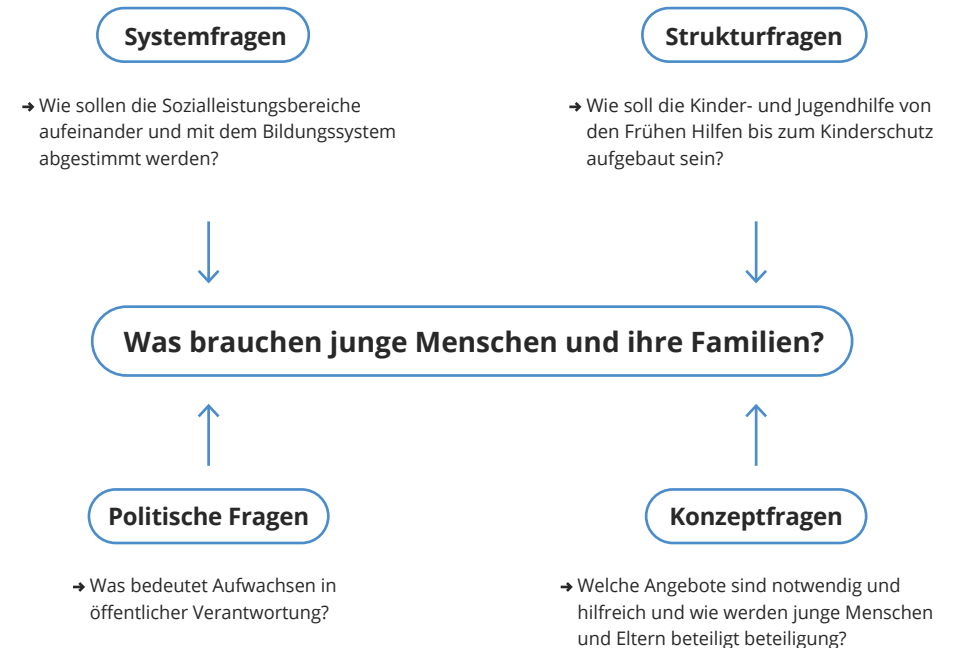 Systemfragen
➔ Wie sollen die Sozialleistungsbereiche
aufeinander und mit dem Bildungssystem
abgestimmt werden?
Strukturfragen
➔ Wie soll die Kinder- und Jugendhilfe von
den Frühen Hilfen bis zum Kinderschutz
aufgebaut sein?
Was brauchen junge Menschen und ihre Familien?
Politische Fragen
➔ Was bedeutet Aufwachsen in
öffentlicher Verantwortung?
Konzeptfragen
➔ Welche Angebote sind notwendig und
hilfreich und wie werden junge Menschen
und Eltern beteiligt beteiligung?